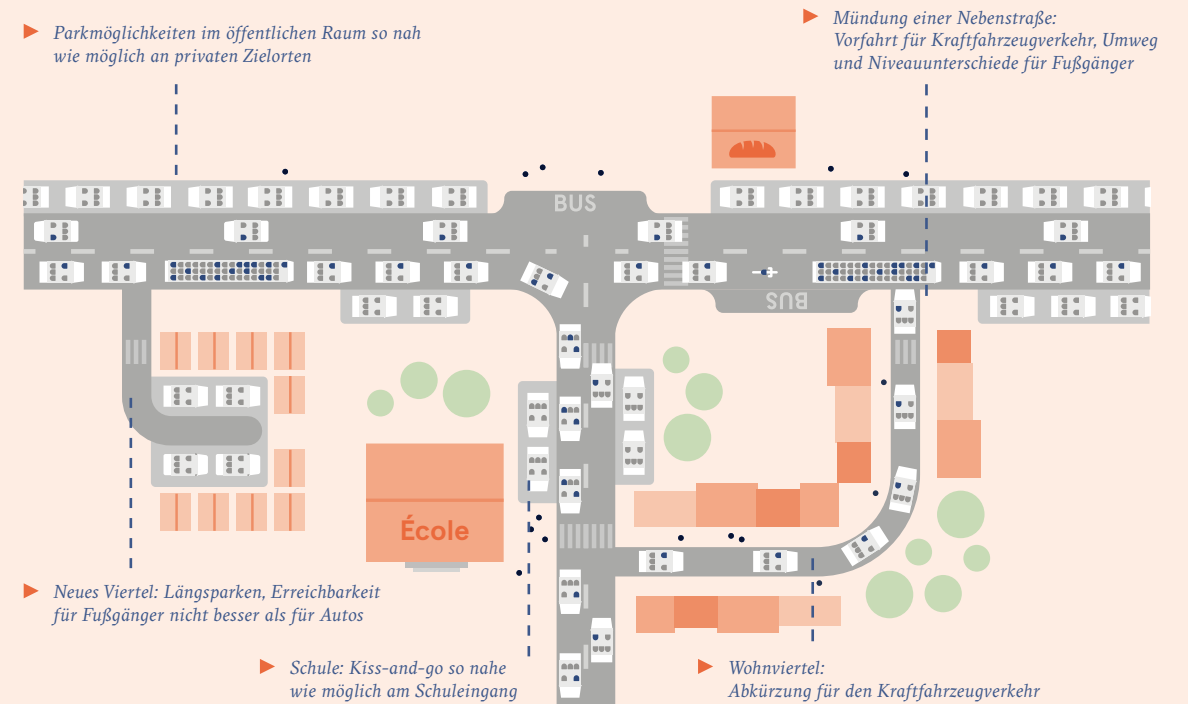 Parkmöglichkeiten im öffentlichen Raum so nah
wie möglich an privaten Zielorten
Mündung einer Nebenstraße:
Vorfahrt für Kraftfahrzeugverkehr, Umweg
und Niveauunterschiede für Fußgänger
BUS
BUS
École
Neues Viertel: Längsparken, Erreichbarkeit
für Fußgänger nicht besser als für Autos
Schule: Kiss-and-go so nahe
wie möglich am Schuleingang
Wohnviertel:
Abkürzung für den Kraftfahrzeugverkehr